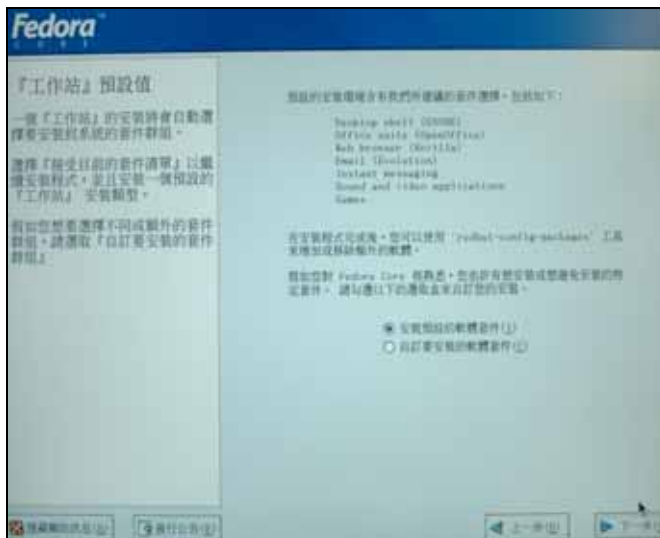 Fedora
CORE
『工作站』預設值
一個『工作站』的安裝將會自動選
擇要安裝到系統的套件群組。
選擇『接受目前的套件清單』以繼
續安裝程式，並且安裝一個預設的
『工作站』 安裝類型。
假如您想要選擇不同或額外的套件
群組，請選取『自訂要安裝的套件
群組』
預設的安裝環境含有我們所建議的套件選擇，包括如下：
Desktop shell (GNOME)
Office suite (OpenOffice)
Web browser (Mozilla)
Email (Evolution)
Instant messaging
Sound and video applications
Games
在安裝程式完成後，您可以使用 'redhat-config-packages' 工具
來增加或移除額外的軟體。
假如您對 Fedora Core 很熟悉，您也許有想安裝或想避免安裝的特
定套件。 請勾選以下的選取盒來自訂您的安裝。
安裝預設的軟體套件(I)
自訂要安裝的軟體套件(C)
隱藏輔助訊息(H)
發行公告(R)
上一步(B)
下一步(N)